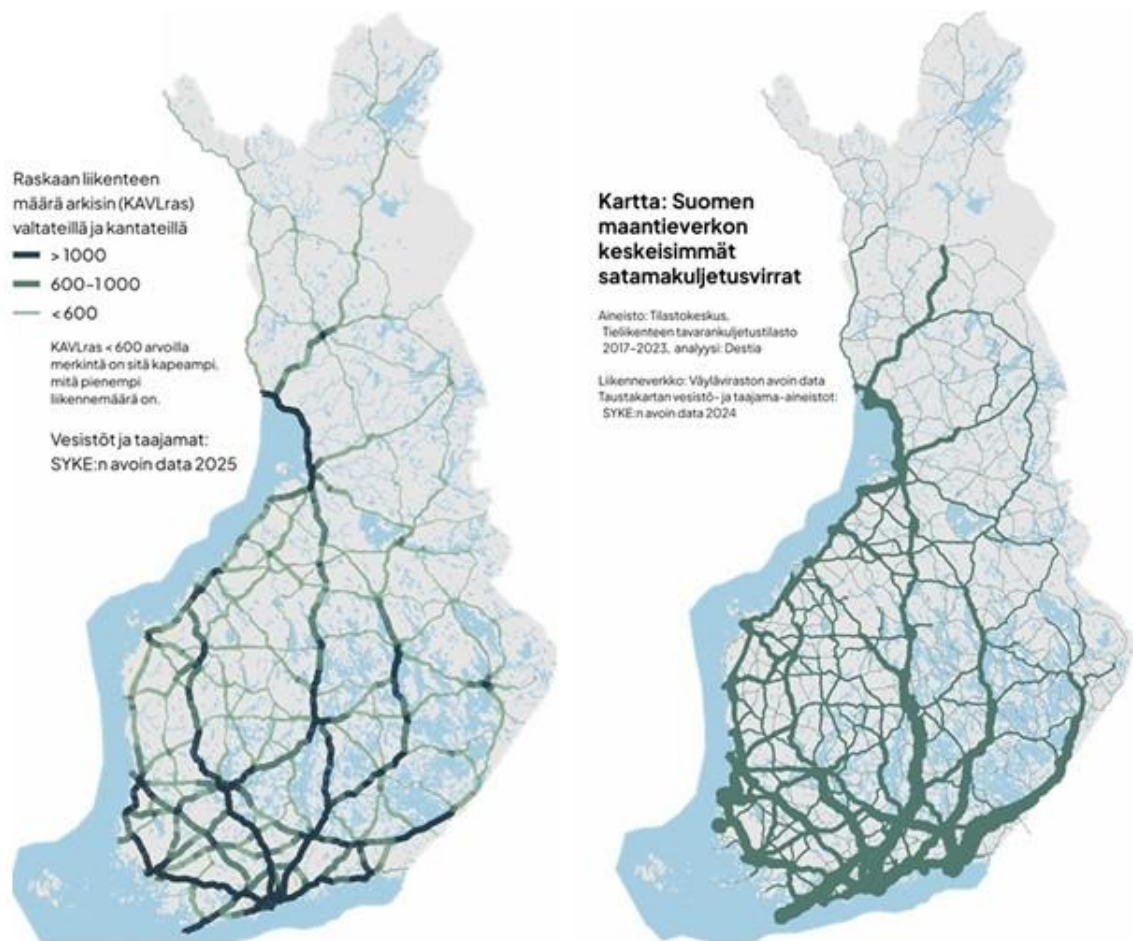 Raskaan liikenteen
määrä arkisin (KAVLras)
valtateillä ja kantateillä
> 1000
600-1 000
< 600
KAVLras < 600 arvoilla
merkintä on sitä kapeampi,
mitä pienempi
liikennemäärä on.
Vesistöt ja taajamat:
SYKE:n avoin data 2025
Kartta: Suomen
maantieverkon
keskeisimmät
satamakuljetusvirrat
Aineisto: Tilastokeskus,
Tieliikenteen tavarankuljetustilasto
2017-2023, analyysi: Destia
Liikenneverkko: Väyläviraston avoin data
Taustakartan vesistö- ja taajama-aineistot:
SYKE:n avoin data 2024